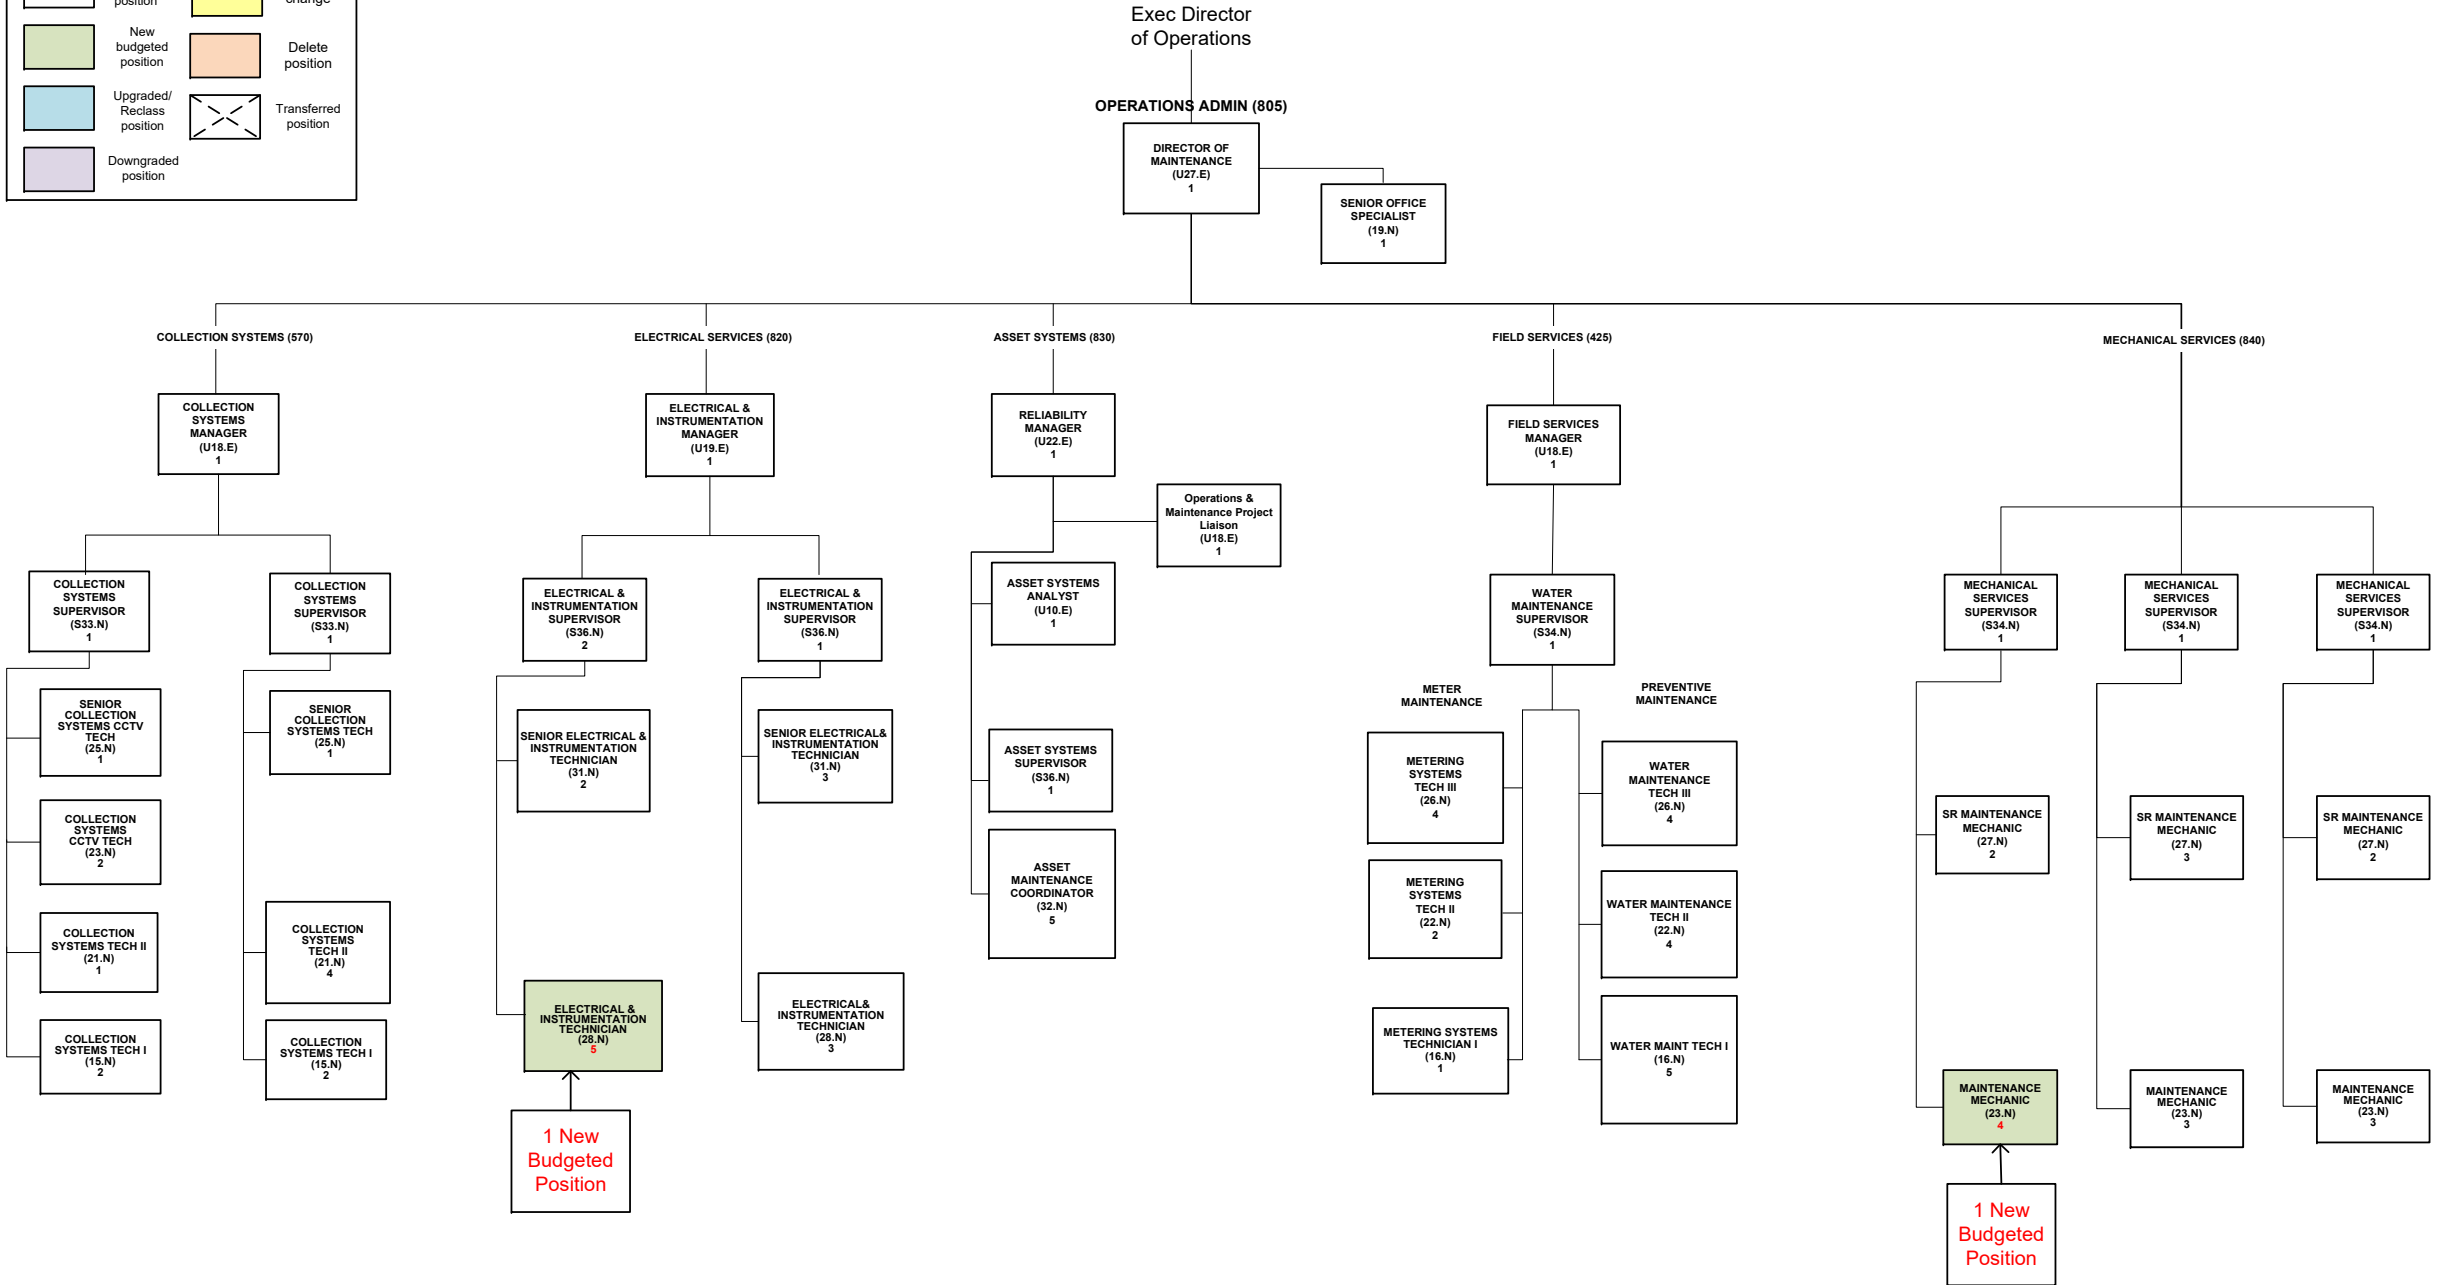 position
change
New
budgeted
position
Delete
position
Upgraded/
Reclass
position
Transferred
position
Downgraded
position
Exec Director
of Operations
OPERATIONS ADMIN (805)
DIRECTOR OF
MAINTENANCE
(U27.E)
1
SENIOR OFFICE
SPECIALIST
(19.N)
1
COLLECTION SYSTEMS (570)
ELECTRICAL SERVICES (820)
ASSET SYSTEMS (830)
FIELD SERVICES (425)
MECHANICAL SERVICES (840)
COLLECTION
SYSTEMS
MANAGER
(U18.E)
1
ELECTRICAL &
INSTRUMENTATION
MANAGER
(U19.E)
1
RELIABILITY
MANAGER
(U22.E)
1
FIELD SERVICES
MANAGER
(U18.E)
1
Operations &
Maintenance Project
Liaison
(U18.E)
1
COLLECTION
SYSTEMS
SUPERVISOR
(S33.N)
1
COLLECTION
SYSTEMS
SUPERVISOR
(S33.N)
1
ELECTRICAL &
INSTRUMENTATION
SUPERVISOR
(S36.N)
2
ELECTRICAL &
INSTRUMENTATION
SUPERVISOR
(S36.N)
1
ASSET SYSTEMS
ANALYST
(U10.E)
1
WATER
MAINTENANCE
SUPERVISOR
(S34.N)
1
MECHANICAL
SERVICES
SUPERVISOR
(S34.N)
1
MECHANICAL
SERVICES
SUPERVISOR
(S34.N)
1
MECHANICAL
SERVICES
SUPERVISOR
(S34.N)
1
METER
MAINTENANCE
PREVENTIVE
MAINTENANCE
SENIOR
COLLECTION
SYSTEMS CCTV
TECH
(25.N)
1
SENIOR
COLLECTION
SYSTEMS TECH
(25.N)
1
SENIOR ELECTRICAL &
INSTRUMENTATION
TECHNICIAN
(31.N)
2
SENIOR ELECTRICAL&
INSTRUMENTATION
TECHNICIAN
(31.N)
3
ASSET SYSTEMS
SUPERVISOR
(S36.N)
1
METERING
SYSTEMS
TECH III
(26.N)
4
WATER
MAINTENANCE
TECH III
(26.N)
4
SR MAINTENANCE
MECHANIC
(27.N)
2
SR MAINTENANCE
MECHANIC
(27.N)
3
SR MAINTENANCE
MECHANIC
(27.N)
2
COLLECTION
SYSTEMS
CCTV TECH
(23.N)
2
ASSET
MAINTENANCE
COORDINATOR
(32.N)
5
METERING
SYSTEMS
TECH II
(22.N)
2
WATER MAINTENANCE
TECH II
(22.N)
4
COLLECTION
SYSTEMS TECH II
(21.N)
1
COLLECTION
SYSTEMS
TECH II
(21.N)
4
ELECTRICAL &
INSTRUMENTATION
TECHNICIAN
(28.N)
5
ELECTRICAL&
INSTRUMENTATION
TECHNICIAN
(28.N)
3
METERING SYSTEMS
TECHNICIAN I
(16.N)
1
WATER MAINT TECH I
(16.N)
5
COLLECTION
SYSTEMS TECH I
(15.N)
2
COLLECTION
SYSTEMS TECH I
(15.N)
2
MAINTENANCE
MECHANIC
(23.N)
4
MAINTENANCE
MECHANIC
(23.N)
3
MAINTENANCE
MECHANIC
(23.N)
3
1 New
Budgeted
Position
1 New
Budgeted
Position